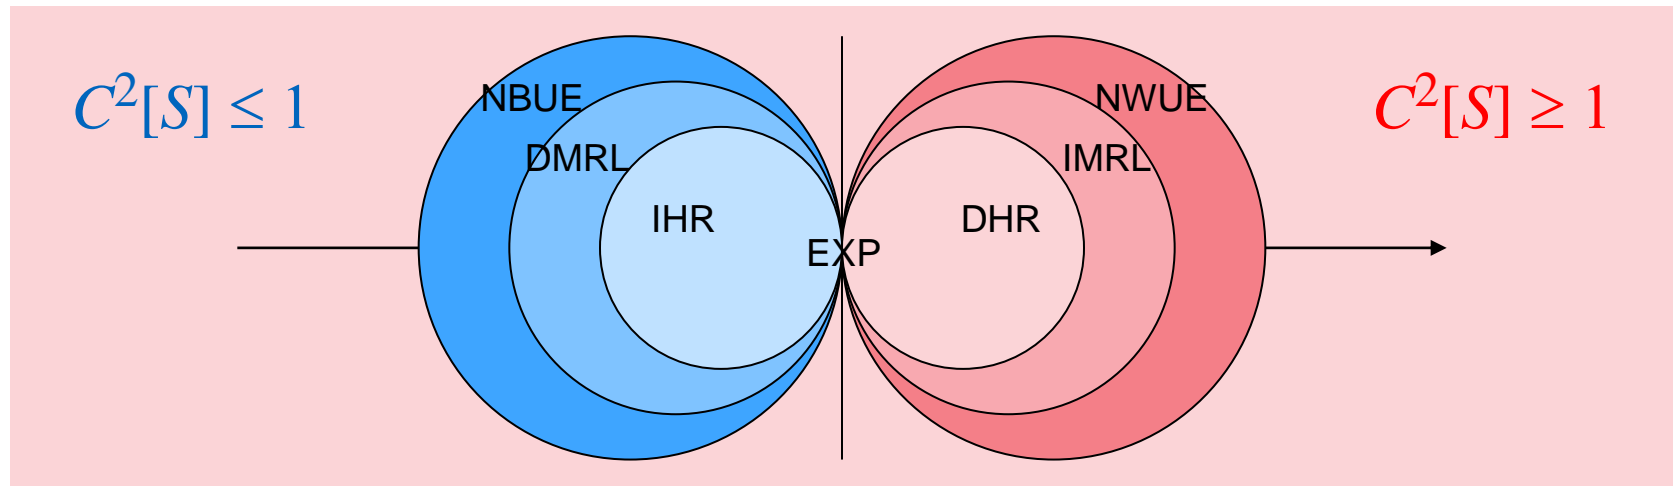 C²[S] ≤ 1
NBUE
DMRL
IHR
EXP
DHR
IMRL
NWUE
C²[S] ≥ 1